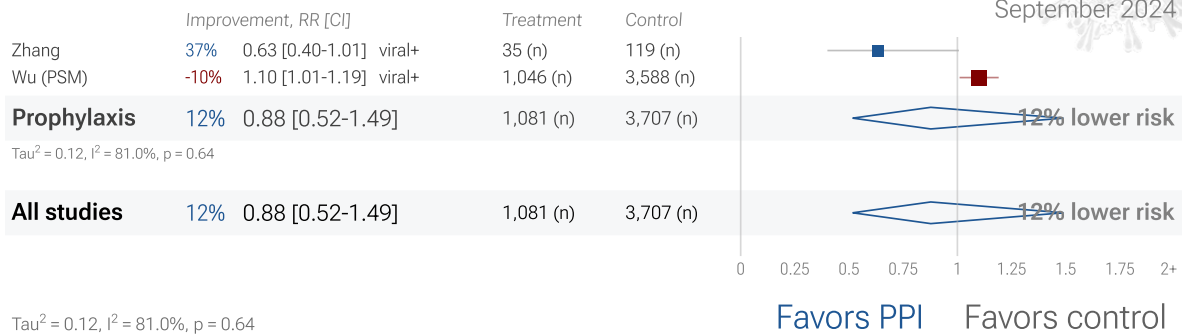 September 2024
Improvement, RR [CI] Treatment Control
Zhang 37% 0.63 [0.40-1.01] viral+ 35 (n) 119 (n)
Wu (PSM) -10% 1.10 [1.01-1.19] viral+ 1,046 (n) 3,588 (n)
Prophylaxis 12% 0.88 [0.52-1.49] 1,081 (n) 3,707 (n) 12% lower risk
Tau² = 0.12, I² = 81.0%, p = 0.64
All studies 12% 0.88 [0.52-1.49] 1,081 (n) 3,707 (n) 12% lower risk
0 0.25 0.5 0.75 1 1.25 1.5 1.75 2+
Tau² = 0.12, I² = 81.0%, p = 0.64 Favors PPI Favors control